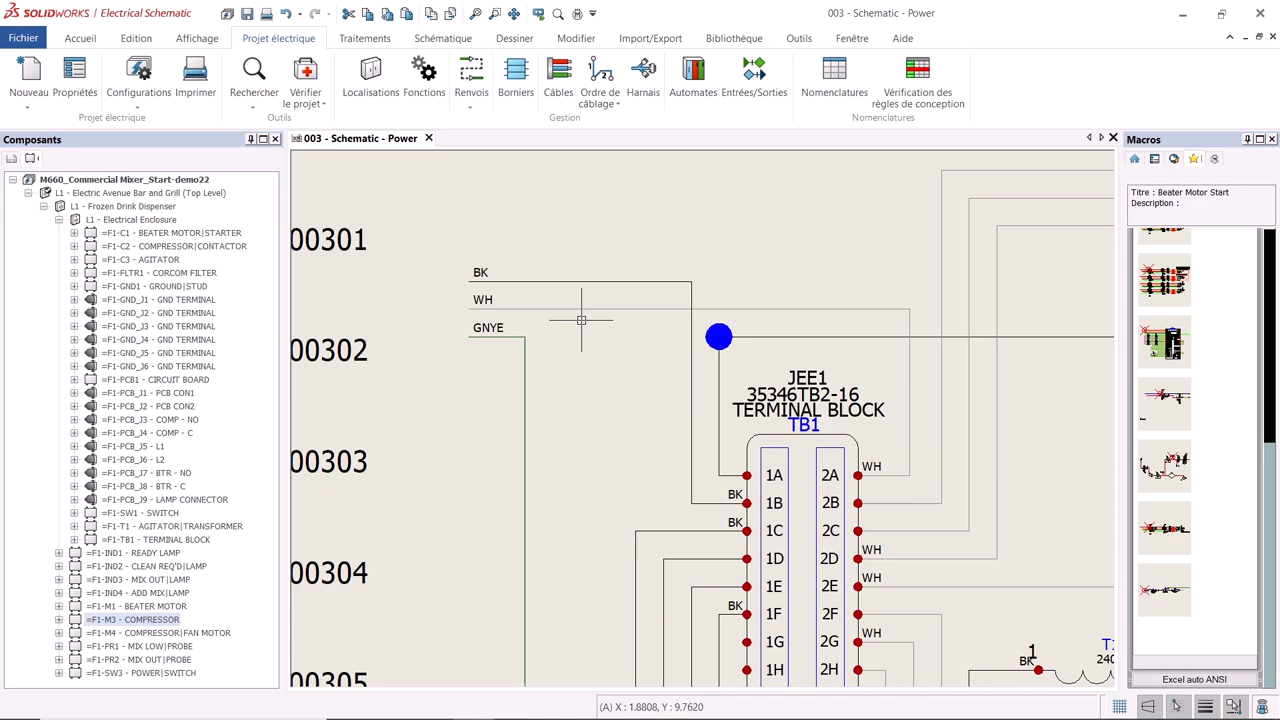 SOLIDWORKS | Electrical Schematic
003 - Schematic - Power
Fichier Accueil Edition Affichage Projet électrique Traitements Schématique Dessiner Modifier Import/Export Bibliothèque Outils Fenêtre Aide
Nouveau Propriétés Configurations Imprimer Rechercher Vérifier le projet Localisations Fonctions Renvois Borniers Câbles Ordre de câblage Harnais Automates Entrées/Sorties Nomenclatures Vérification des règles de conception
Projet électrique Outils Gestion Nomenclatures
Composants
M660_Commercial Mixer_Start-demo22
L1 - Electric Avenue Bar and Grill (Top Level)
L1 - Frozen Drink Dispenser
L1 - Electrical Enclosure
=F1-C1 - BEATER MOTOR|STARTER
=F1-C2 - COMPRESSOR|CONTACTOR
=F1-C3 - AGITATOR
=F1-FLTR1 - CORCOM FILTER
=F1-GND1 - GROUND|STUD
=F1-GND_J1 - GND TERMINAL
=F1-GND_J2 - GND TERMINAL
=F1-GND_J3 - GND TERMINAL
=F1-GND_J4 - GND TERMINAL
=F1-GND_J5 - GND TERMINAL
=F1-GND_J6 - GND TERMINAL
=F1-PCB1 - CIRCUIT BOARD
=F1-PCB_J1 - PCB CON1
=F1-PCB_J2 - PCB CON2
=F1-PCB_J3 - COMP - NO
=F1-PCB_J4 - COMP - C
=F1-PCB_J5 - L1
=F1-PCB_J6 - L2
=F1-PCB_J7 - BTR - NO
=F1-PCB_J8 - BTR - C
=F1-PCB_J9 - LAMP CONNECTOR
=F1-SW1 - SWITCH
=F1-T1 - AGITATOR|TRANSFORMER
=F1-TB1 - TERMINAL BLOCK
=F1-IND1 - READY LAMP
=F1-IND2 - CLEAN REQ'D|LAMP
=F1-IND3 - MIX OUT|LAMP
=F1-IND4 - ADD MIX|LAMP
=F1-M1 - BEATER MOTOR
=F1-M3 - COMPRESSOR
=F1-M4 - COMPRESSOR|FAN MOTOR
=F1-PR1 - MIX LOW|PROBE
=F1-PR2 - MIX OUT|PROBE
=F1-SW3 - POWER|SWITCH
003 - Schematic - Power
00301
BK
WH
GNYE
00302
JEE1
35346TB2-16
TERMINAL BLOCK
TB1
00303
1A 2A WH
BK 1B 2B
BK 1C 2C
1D 2D WH
00304
1E 2E WH
BK 1F 2F
1G 2G WH
1H 2H
00305
1
BK
240
Macros
Titre : Beater Motor Start
Description :
Excel auto ANSI
(A) X : 1.8808, Y : 9.7620